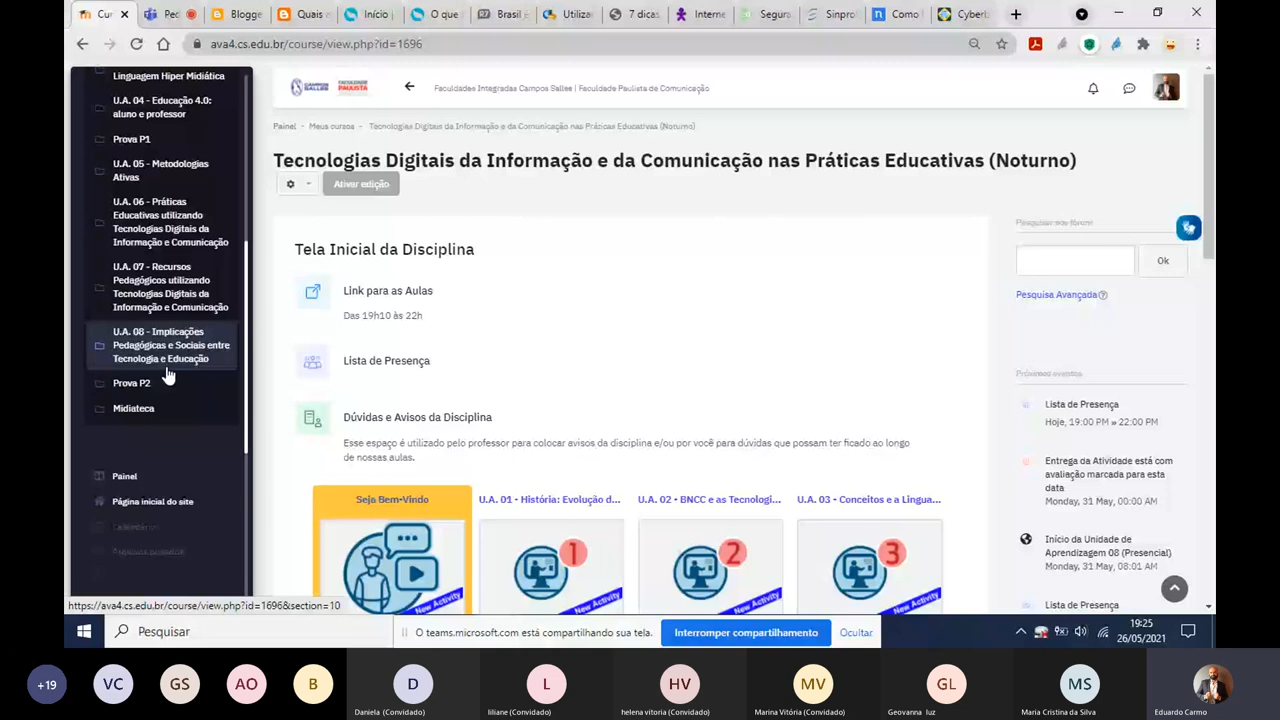 Cur
Ped
Blogge
Quais e
Início
O que
Brasil e
Utilizar
7 dicas
Interne
Segura
Sinpro
Como
Cyberb
ava4.cs.edu.br/course/view.php?id=1696
Linguagem Hiper Midiática
U.A. 04 - Educação 4.0:
aluno e professor
Prova P1
U.A. 05 - Metodologias
Ativas
U.A. 06 - Práticas
Educativas utilizando
Tecnologias Digitais da
Informação e Comunicação
U.A. 07 - Recursos
Pedagógicos utilizando
Tecnologias Digitais da
Informação e Comunicação
U.A. 08 - Implicações
Pedagógicas e Sociais entre
Tecnologia e Educação
Prova P2
Midiateca
Painel
Página inicial do site
https://ava4.cs.edu.br/course/view.php?id=1696&section=10
CAMPOS SALLES
FACULDADE PAULISTA
Faculdades Integradas Campos Salles | Faculdade Paulista de Comunicação
Painel - Meus cursos - Tecnologias Digitais da Informação e da Comunicação nas Práticas Educativas (Noturno)
Tecnologias Digitais da Informação e da Comunicação nas Práticas Educativas (Noturno)
Ativar edição
Tela Inicial da Disciplina
Link para as Aulas
Das 19h10 às 22h
Lista de Presença
Dúvidas e Avisos da Disciplina
Esse espaço é utilizado pelo professor para colocar avisos da disciplina e/ou por você para dúvidas que possam ter ficado ao longo
de nossas aulas.
Seja Bem-Vindo
U.A. 01 - História: Evolução d...
U.A. 02 - BNCC e as Tecnologi...
U.A. 03 - Conceitos e a Lingua...
1
2
3
New Activity
New Activity
New Activity
New Activity
Pesquisar nos fóruns
Ok
Pesquisa Avançada
Próximos eventos
Lista de Presença
Hoje, 19:00 PM » 22:00 PM
Entrega da Atividade está com
avaliação marcada para esta
data
Monday, 31 May, 00:00 AM
Início da Unidade de
Aprendizagem 08 (Presencial)
Monday, 31 May, 08:01 AM
Lista de Presença
Pesquisar
O teams.microsoft.com está compartilhando sua tela.
Interromper compartilhamento
Ocultar
19:25
26/05/2021
+19
VC
GS
AO
B
D
L
HV
MV
GL
MS
Daniela (Convidado)
liliane (Convidado)
helena vitoria (Convidado)
Marina Vitória (Convidado)
Geovanna luz
Maria Cristina da Silva
Eduardo Carmo